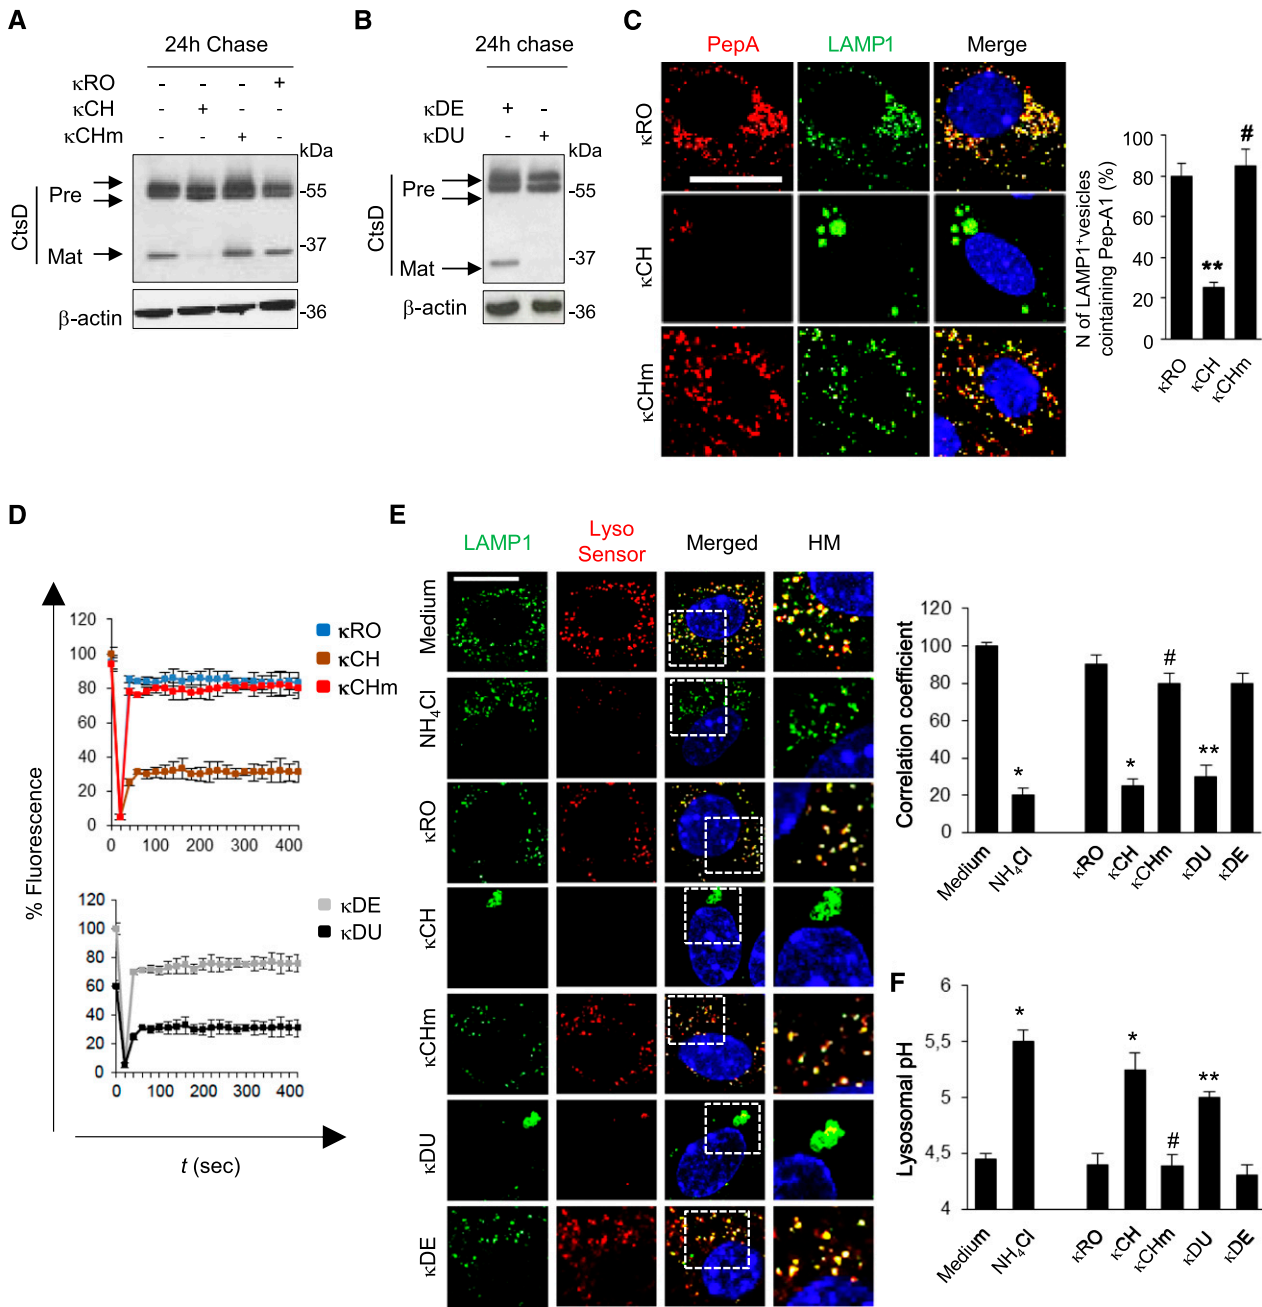 A
24h Chase
κRO - - - +
κCH - + - -
κCHm - - + -
kDa
CtsD
Pre
Mat
-55
-37
β-actin
-36
B
24h chase
κDE + -
κDU - +
kDa
CtsD
Pre
Mat
-55
-37
β-actin
-36
C
PepA LAMP1 Merge
κRO
κCH
κCHm
N of LAMP1⁺vesicles
cointaining Pep-A1 (%)
100
80
60
40
20
0
**
#
κRO κCH κCHm
D
% Fluorescence
120
100
80
60
40
20
0
0 100 200 300 400
κRO
κCH
κCHm
120
100
80
60
40
20
0
0 100 200 300 400
κDE
κDU
t (sec)
E
LAMP1 Lyso Sensor Merged HM
Medium
NH₄Cl
κRO
κCH
κCHm
κDU
κDE
Correlation coefficient
120
100
80
60
40
20
0
* * # **
Medium NH₄Cl κRO κCH κCHm κDU κDE
F
Lysosomal pH
6
5,5
5
4,5
4
* * # **
Medium NH₄Cl κRO κCH κCHm κDU κDE